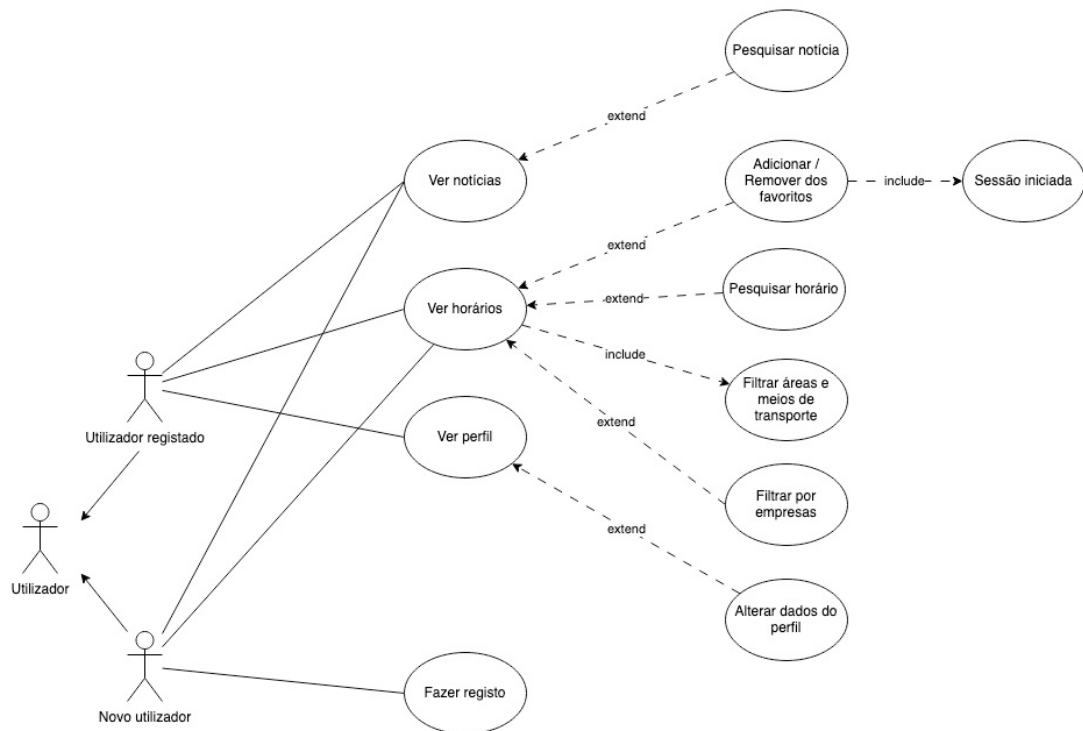 Pesquisar notícia
extend
Ver notícias
Adicionar /
Remover dos
favoritos
include
Sessão iniciada
extend
Pesquisar horário
extend
Ver horários
include
Filtrar áreas e
meios de
transporte
Utilizador registado
extend
Ver perfil
Filtrar por
empresas
extend
Utilizador
Alterar dados do
perfil
Fazer registo
Novo utilizador